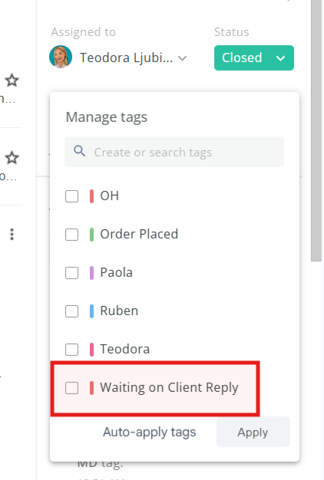 Assigned to
Status
Teodora Ljubi...
Closed
n...
Manage tags
Create or search tags
OH
o...
Order Placed
Paola
Ruben
Teodora
Waiting on Client Reply
Auto-apply tags
Apply
MD tag.